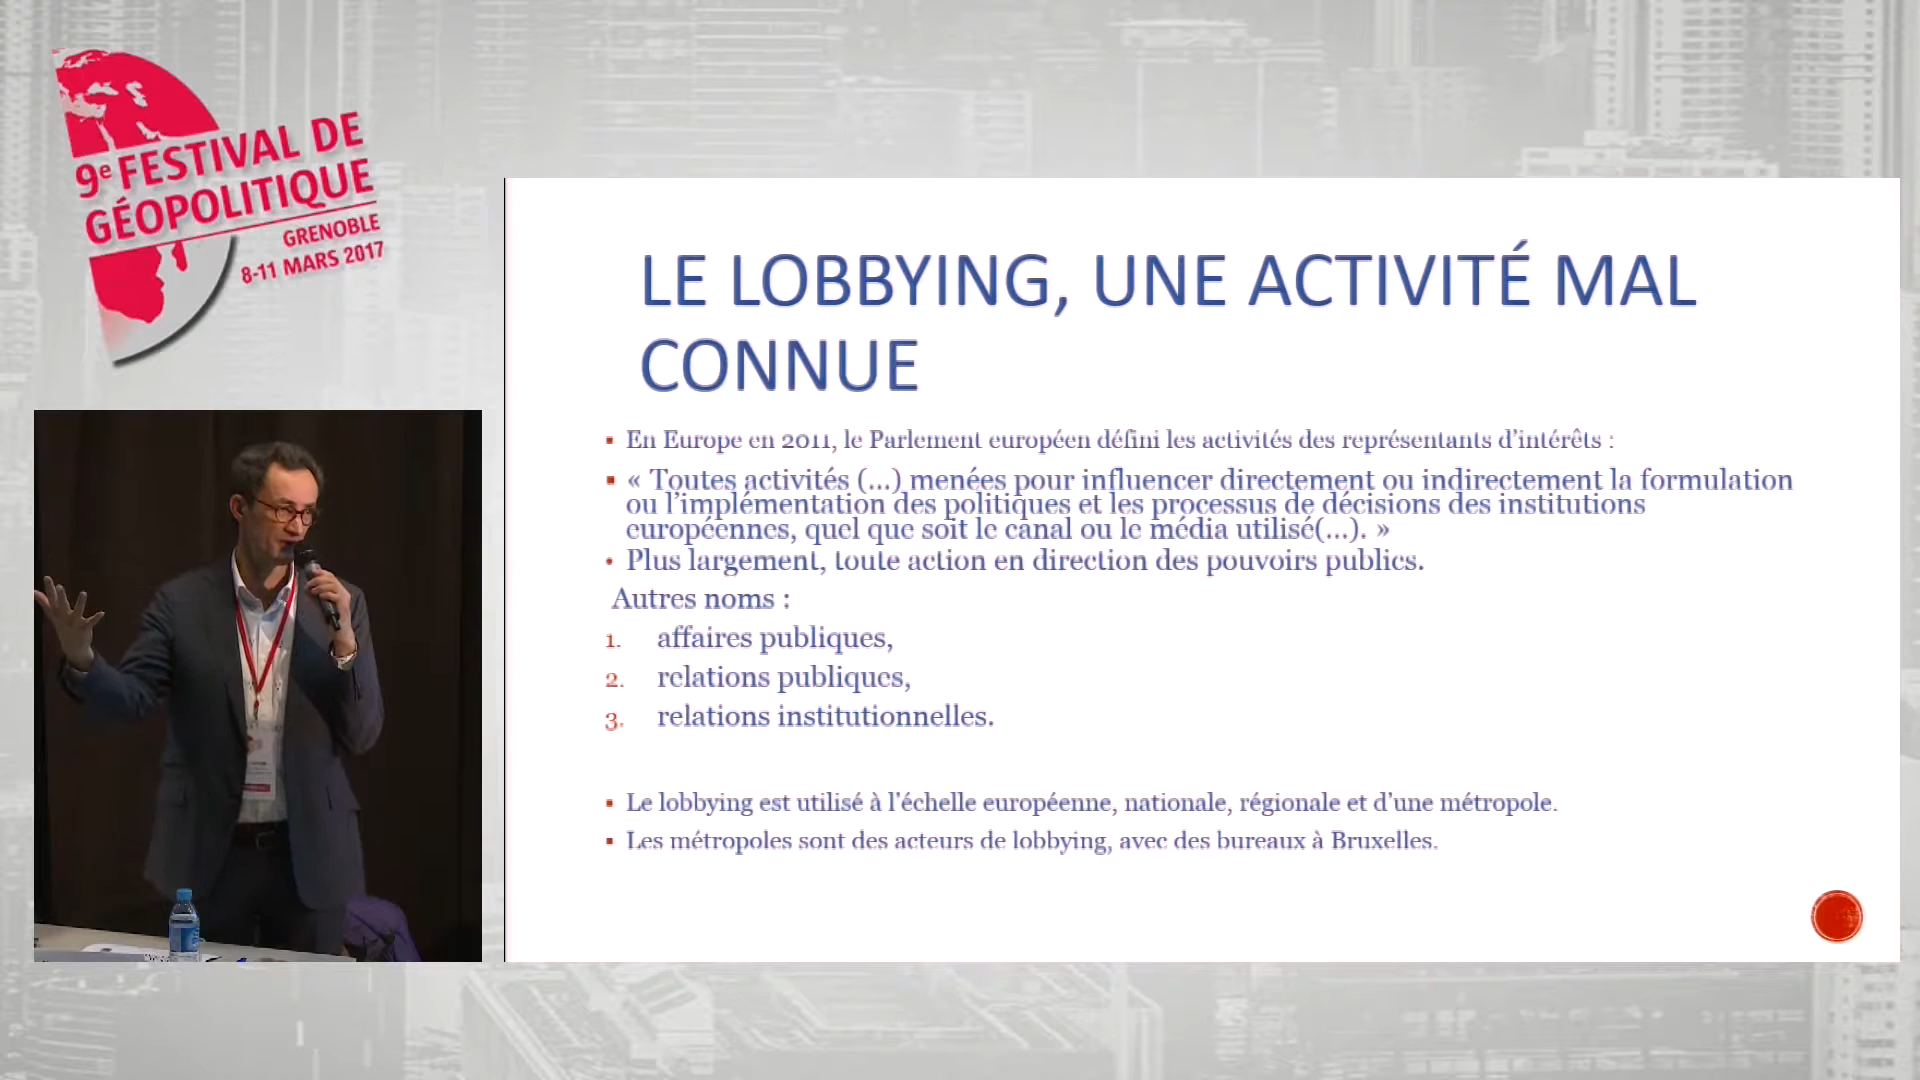 9e FESTIVAL DE
GÉOPOLITIQUE
GRENOBLE
8-11 MARS 2017
LE LOBBYING, UNE ACTIVITÉ MAL
CONNUE
▪ En Europe en 2011, le Parlement européen défini les activités des représentants d'intérêts :
▪ « Toutes activités (...) menées pour influencer directement ou indirectement la formulation
ou l'implémentation des politiques et les processus de décisions des institutions
européennes, quel que soit le canal ou le média utilisé(...). »
• Plus largement, toute action en direction des pouvoirs publics.
Autres noms :
1. affaires publiques,
2. relations publiques,
3. relations institutionnelles.
▪ Le lobbying est utilisé à l'échelle européenne, nationale, régionale et d'une métropole.
▪ Les métropoles sont des acteurs de lobbying, avec des bureaux à Bruxelles.